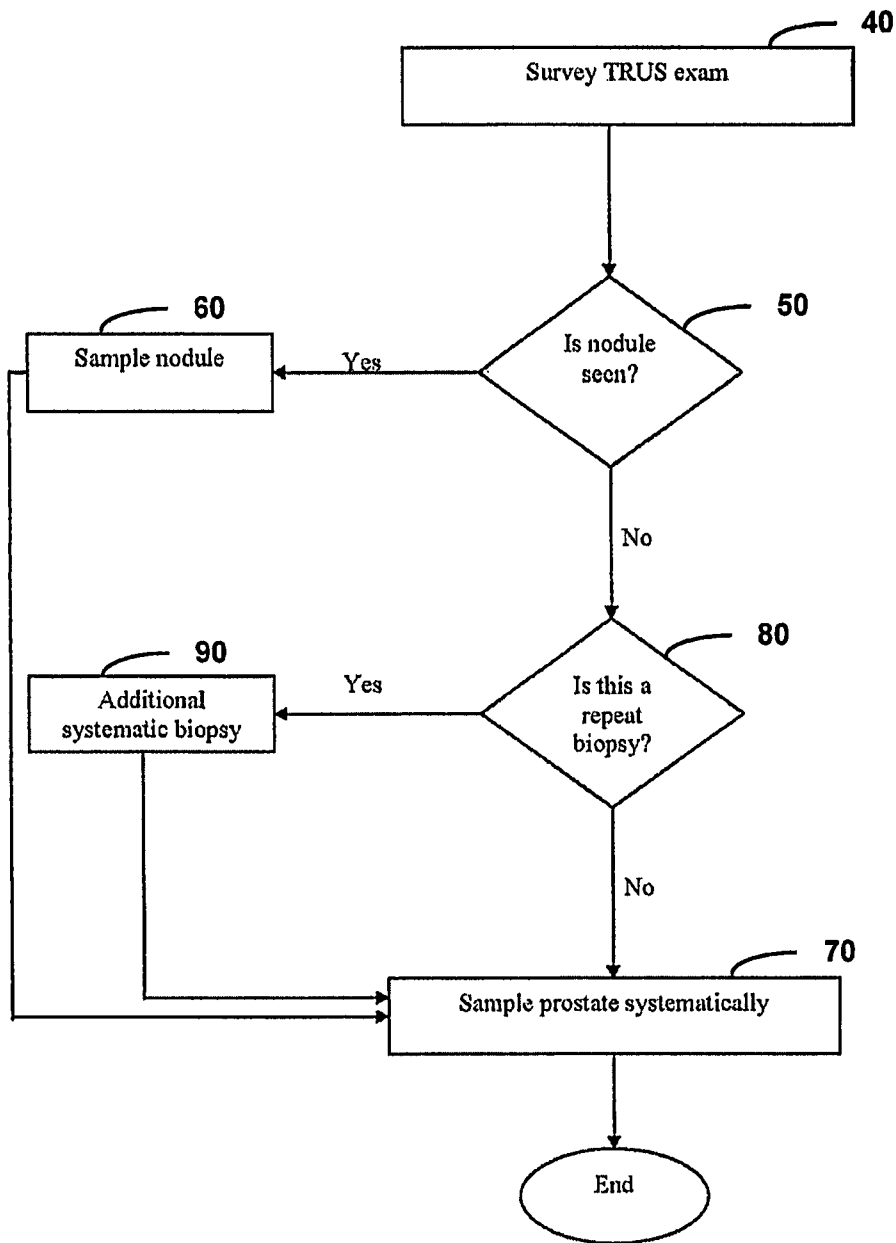 40
Survey TRUS exam
50
Is nodule
seen?
60
Sample nodule
Yes
No
80
Is this a
repeat
biopsy?
90
Additional
systematic biopsy
Yes
No
70
Sample prostate systematically
End